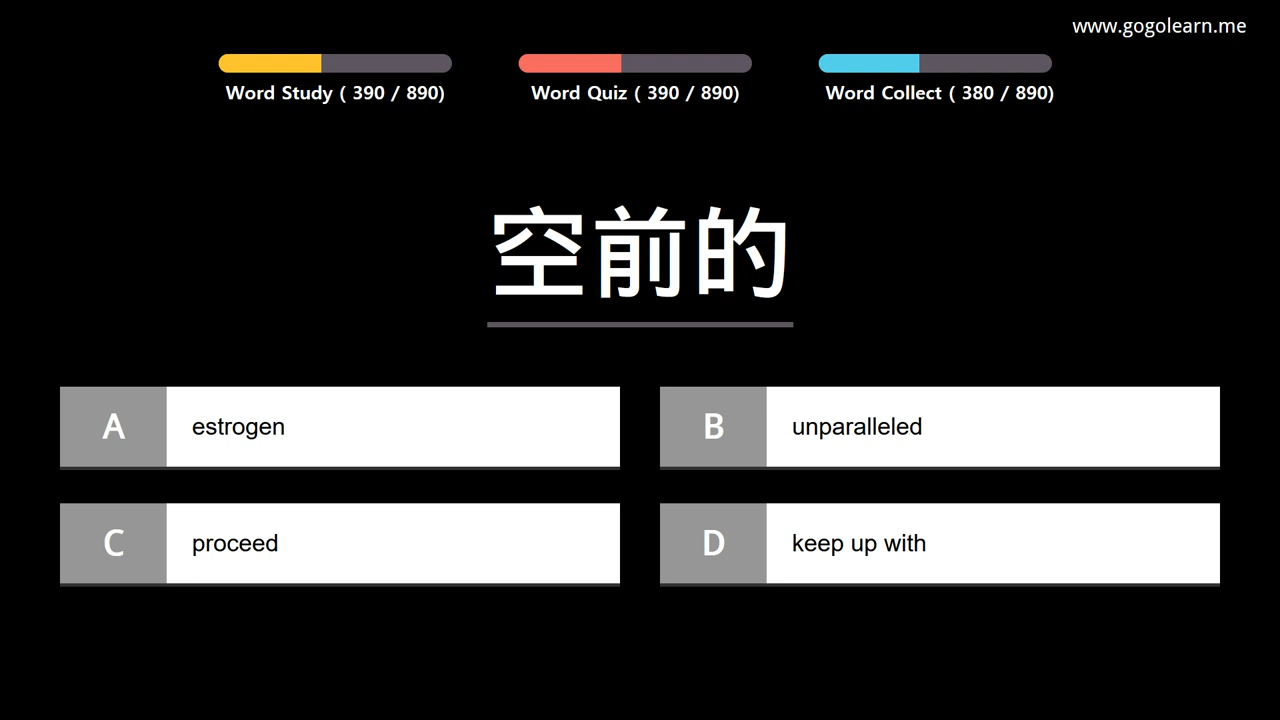 www.gogolearn.me
Word Study ( 390 / 890)
Word Quiz ( 390 / 890)
Word Collect ( 380 / 890)
空前的
A estrogen
B unparalleled
C proceed
D keep up with